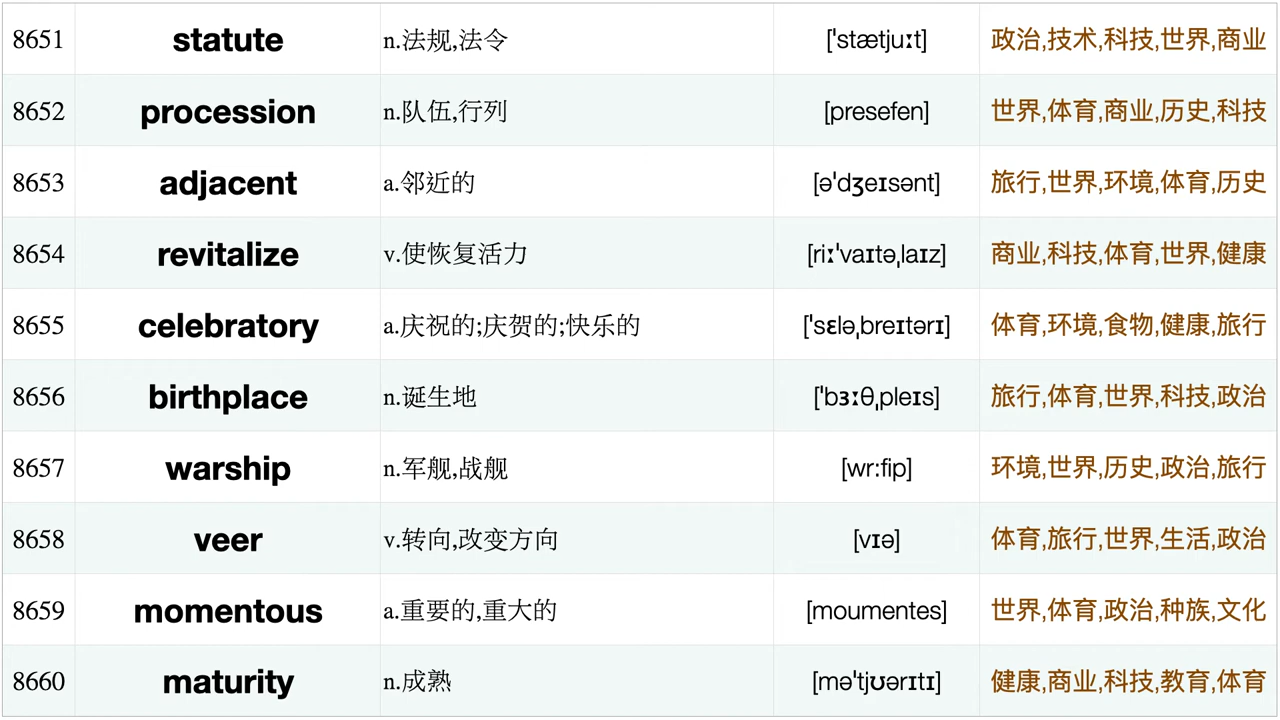 8651 statute n.法规,法令 [ˈstætjuːt] 政治,技术,科技,世界,商业
8652 procession n.队伍,行列 [presefen] 世界,体育,商业,历史,科技
8653 adjacent a.邻近的 [əˈdʒeɪsənt] 旅行,世界,环境,体育,历史
8654 revitalize v.使恢复活力 [riːˈvaɪtəˌlaɪz] 商业,科技,体育,世界,健康
8655 celebratory a.庆祝的;庆贺的;快乐的 [ˈsɛləˌbreɪtərɪ] 体育,环境,食物,健康,旅行
8656 birthplace n.诞生地 [ˈbɜːθˌpleɪs] 旅行,体育,世界,科技,政治
8657 warship n.军舰,战舰 [wr:fip] 环境,世界,历史,政治,旅行
8658 veer v.转向,改变方向 [vɪə] 体育,旅行,世界,生活,政治
8659 momentous a.重要的,重大的 [moumentes] 世界,体育,政治,种族,文化
8660 maturity n.成熟 [məˈtjʊərɪtɪ] 健康,商业,科技,教育,体育